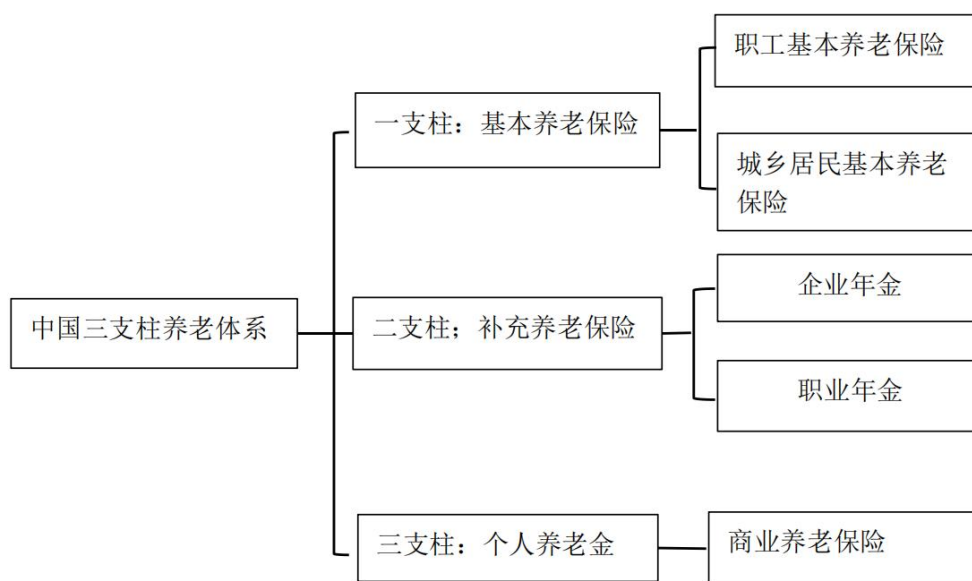 职工基本养老保险
一支柱：基本养老保险
城乡居民基本养老
保险
企业年金
中国三支柱养老体系
二支柱；补充养老保险
职业年金
三支柱：个人养老金
商业养老保险